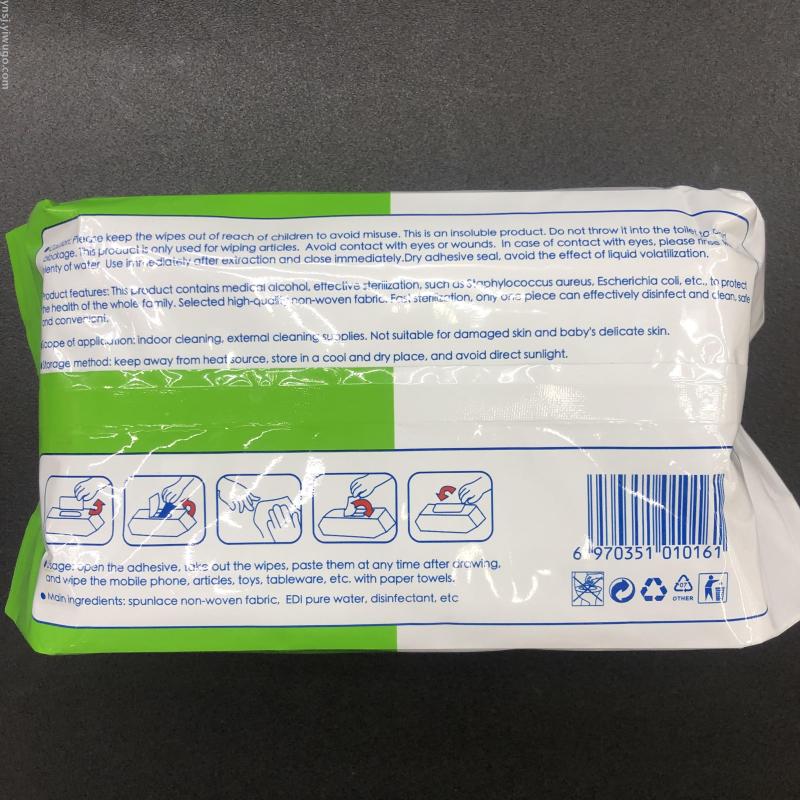 ynsj.yiwugo.com
Please keep the wipes out of reach of children to avoid misuse. This is an insoluble product. Do not throw it into the toilet to
blockage. This product is only used for wiping articles. Avoid contact with eyes or wounds. In case of contact with eyes, please rinse
plenty of water. Use immediately after extraction and close immediately.Dry adhesive seal, avoid the effect of liquid volatilization.
Product features: This product contains medical alcohol, effective sterilization, such as Staphylococcus aureus, Escherichia coli, etc., to protect
the health of the whole family. Selected high-quality non-woven fabric. Fast sterilization, only one piece can effectively disinfect and clean, safe
and convenient.
Scope of application: indoor cleaning, external cleaning supplies. Not suitable for damaged skin and baby's delicate skin.
Storage method: keep away from heat source, store in a cool and dry place, and avoid direct sunlight.
6 970351 010161
Usage: open the adhesive, take out the wipes, paste them at any time after drawing,
and wipe the mobile phone, articles, toys, tableware, etc. with paper towels.
07
OTHER
● Main ingredients: spunlace non-woven fabric, EDI pure water, disinfectant, etc